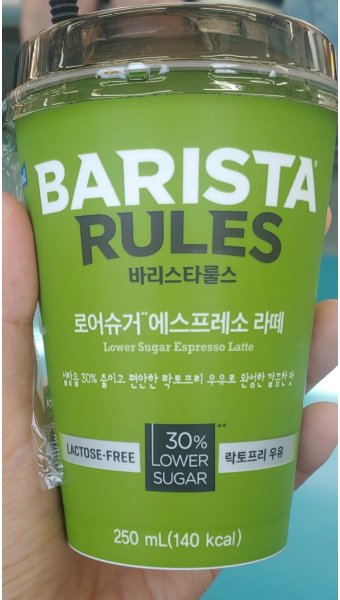 BARISTA®
RULES
바리스타룰스
로어슈거**에스프레소 라떼
Lower Sugar Espresso Latte
설탕을 30% 줄이고 편안한 락토프리 우유로 완성한 깔끔한 맛
LACTOSE-FREE
30%**
LOWER
SUGAR
락토프리 우유
250 mL(140 kcal)